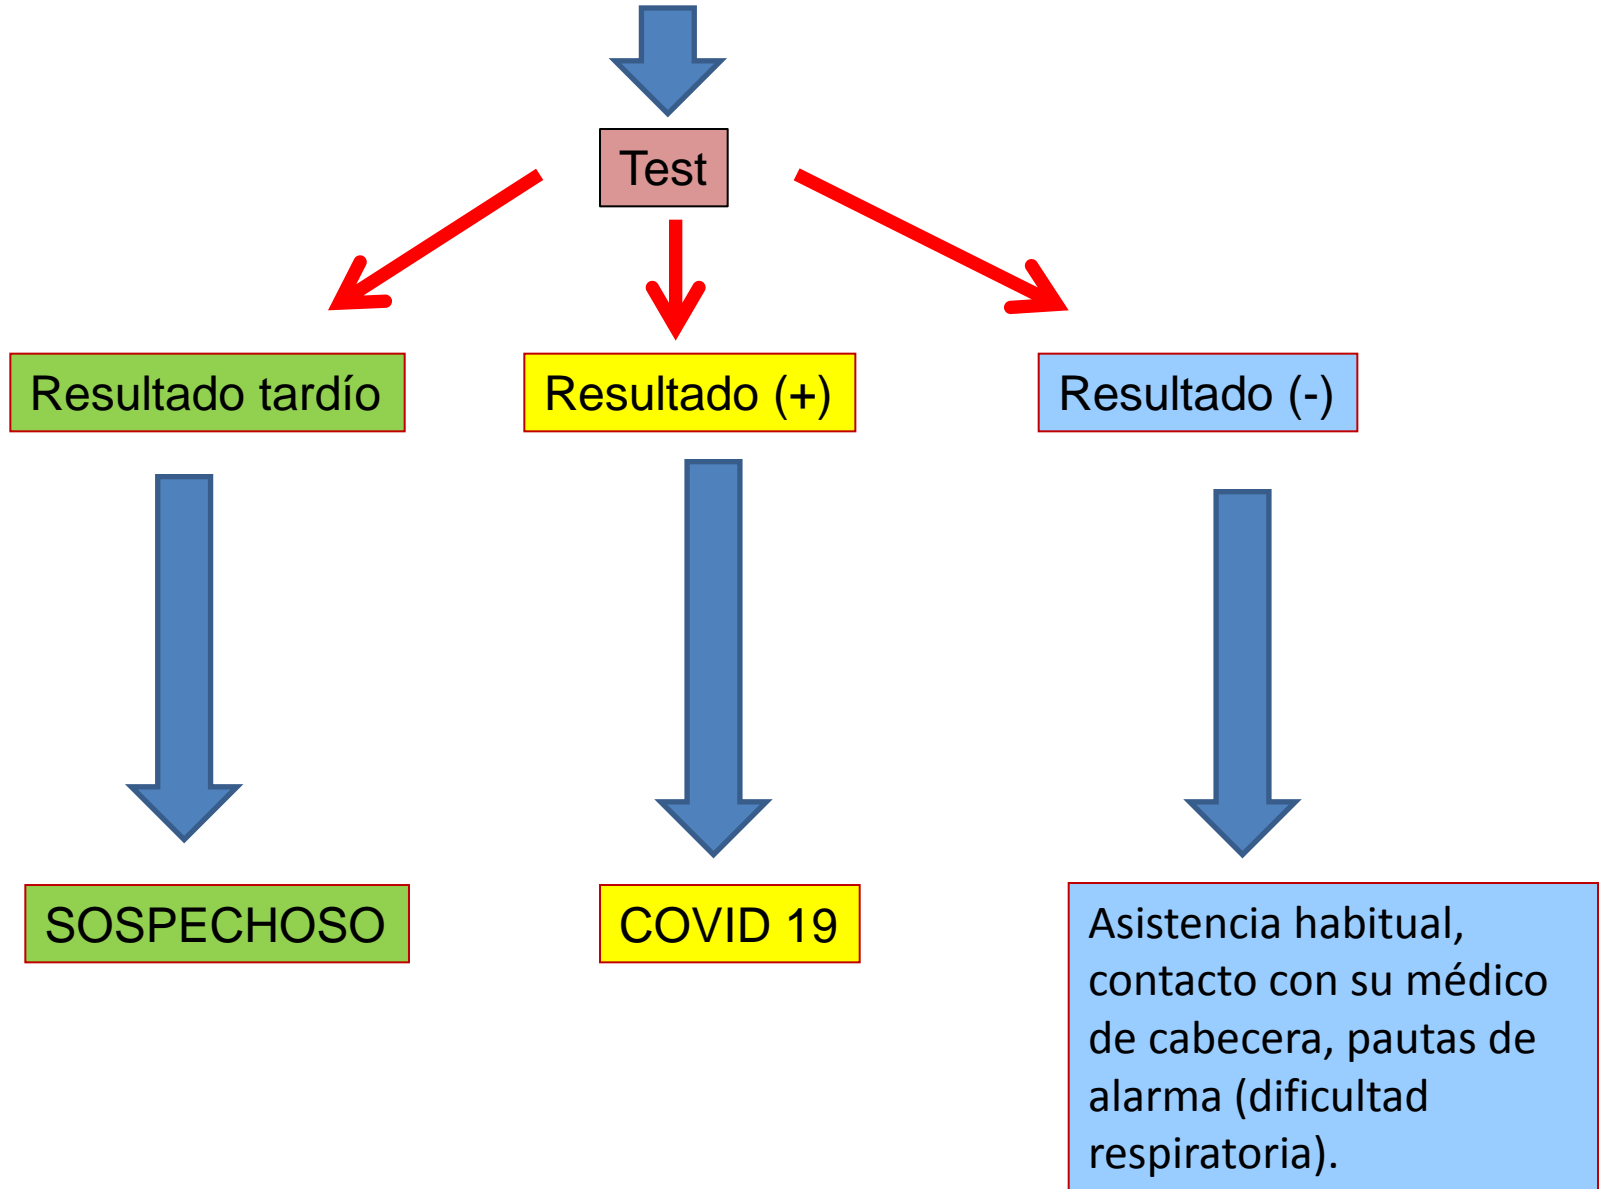 Test
Resultado tardío
Resultado (+)
Resultado (-)
SOSPECHOSO
COVID 19
Asistencia habitual,
contacto con su médico
de cabecera, pautas de
alarma (dificultad
respiratoria).